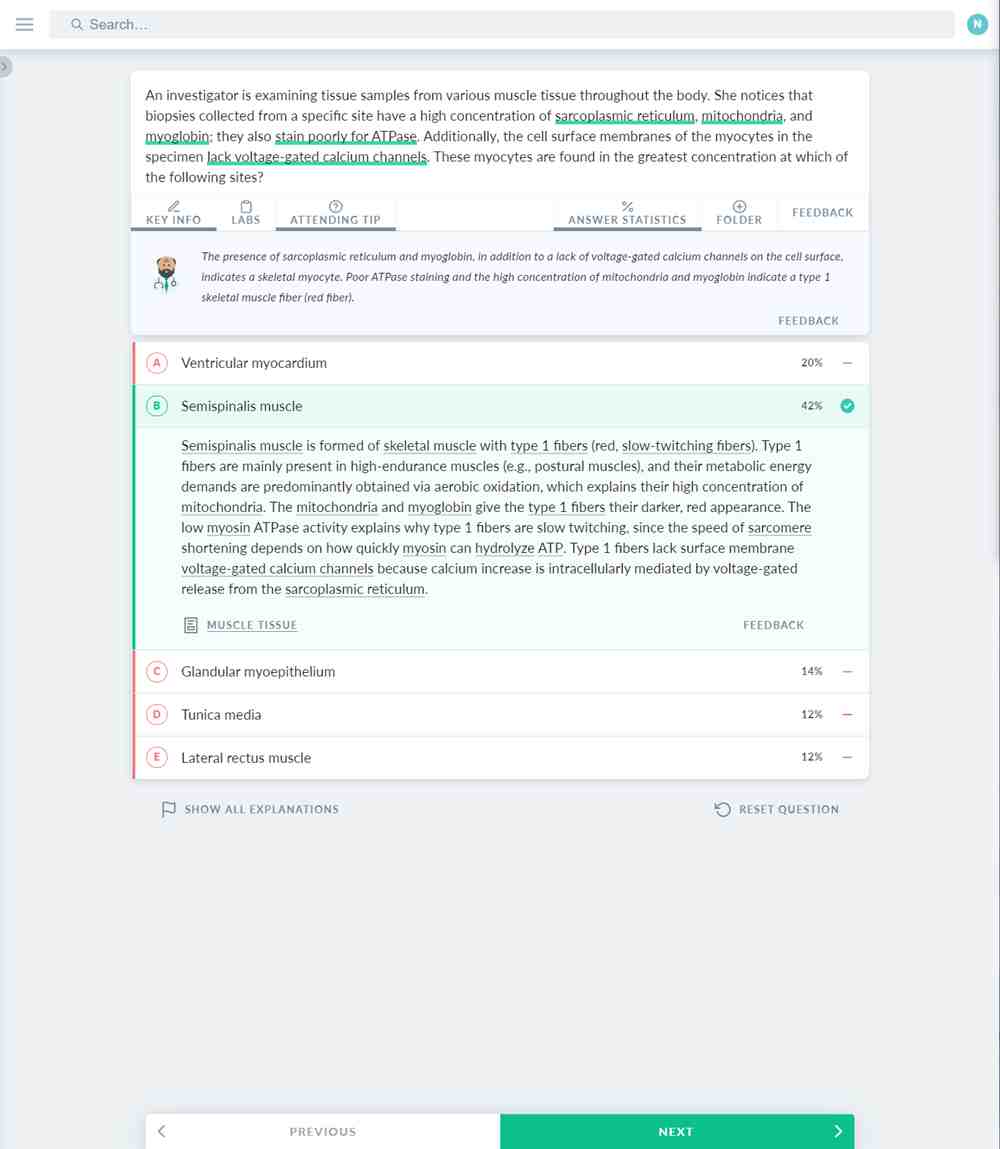 Search...
N
An investigator is examining tissue samples from various muscle tissue throughout the body. She notices that
biopsies collected from a specific site have a high concentration of sarcoplasmic reticulum, mitochondria, and
myoglobin; they also stain poorly for ATPase. Additionally, the cell surface membranes of the myocytes in the
specimen lack voltage-gated calcium channels. These myocytes are found in the greatest concentration at which of
the following sites?
KEY INFO LABS ATTENDING TIP ANSWER STATISTICS FOLDER FEEDBACK
The presence of sarcoplasmic reticulum and myoglobin, in addition to a lack of voltage-gated calcium channels on the cell surface,
indicates a skeletal myocyte. Poor ATPase staining and the high concentration of mitochondria and myoglobin indicate a type 1
skeletal muscle fiber (red fiber).
FEEDBACK
A Ventricular myocardium 20%
B Semispinalis muscle 42%
Semispinalis muscle is formed of skeletal muscle with type 1 fibers (red, slow-twitching fibers). Type 1
fibers are mainly present in high-endurance muscles (e.g., postural muscles), and their metabolic energy
demands are predominantly obtained via aerobic oxidation, which explains their high concentration of
mitochondria. The mitochondria and myoglobin give the type 1 fibers their darker, red appearance. The
low myosin ATPase activity explains why type 1 fibers are slow twitching, since the speed of sarcomere
shortening depends on how quickly myosin can hydrolyze ATP. Type 1 fibers lack surface membrane
voltage-gated calcium channels because calcium increase is intracellularly mediated by voltage-gated
release from the sarcoplasmic reticulum.
MUSCLE TISSUE FEEDBACK
C Glandular myoepithelium 14%
D Tunica media 12%
E Lateral rectus muscle 12%
SHOW ALL EXPLANATIONS RESET QUESTION
PREVIOUS NEXT